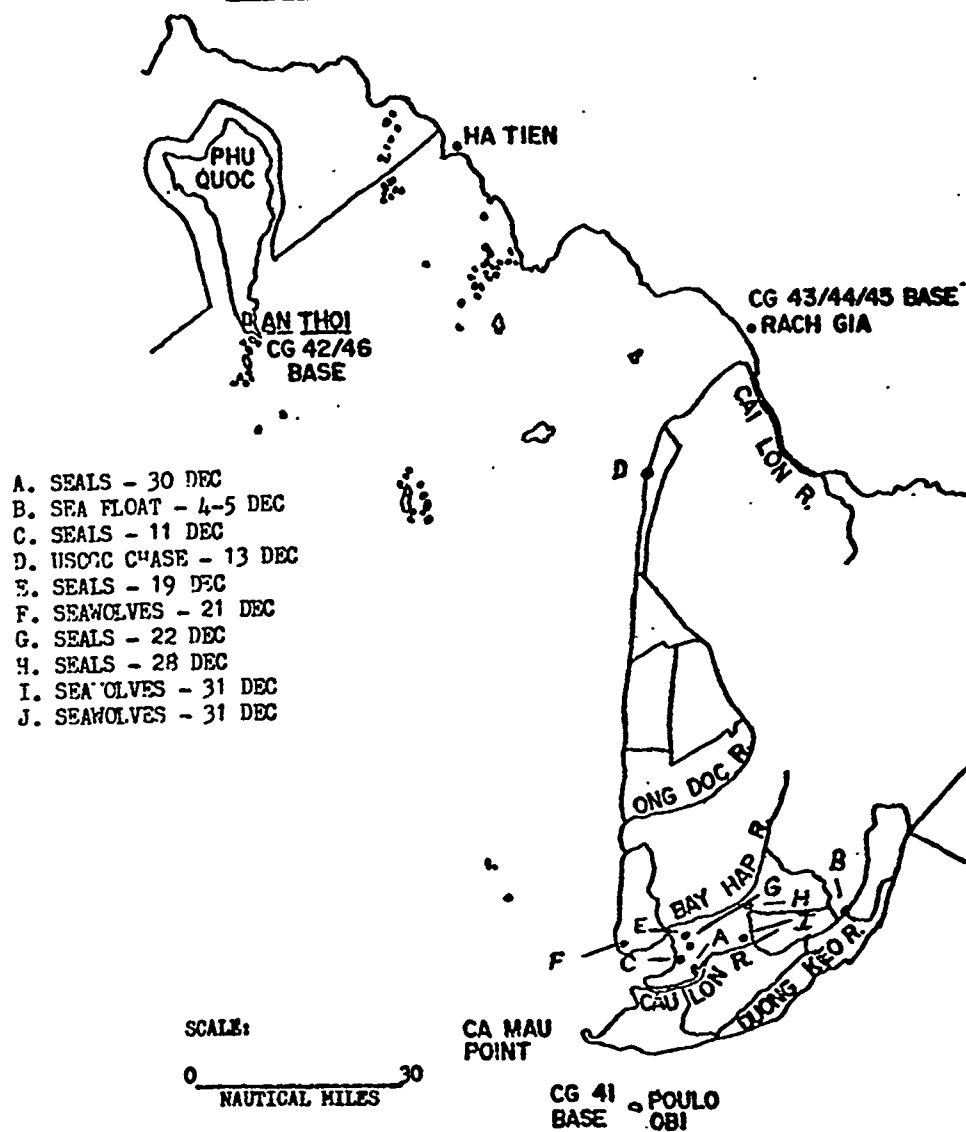 HA TIEN
PHU
QUOC
CG 43/44/45 BASE
RACH GIA
AN THOI
CG 42/46
BASE
CAI LON R.
D
A. SEALS - 30 DEC
B. SEA FLOAT - 4-5 DEC
C. SEALS - 11 DEC
D. USCGC CHASE - 13 DEC
E. SEALS - 19 DEC
F. SEAWOLVES - 21 DEC
G. SEALS - 22 DEC
H. SEALS - 28 DEC
I. SEAWOLVES - 31 DEC
J. SEAWOLVES - 31 DEC
ONG DOC R.
BAY HAP R.
B
G
H
E
A
I
F
C
CAU LON R.
DUONG KEO R.
SCALE:
0 30
NAUTICAL MILES
CA MAU
POINT
CG 41
BASE
POULO
OBI